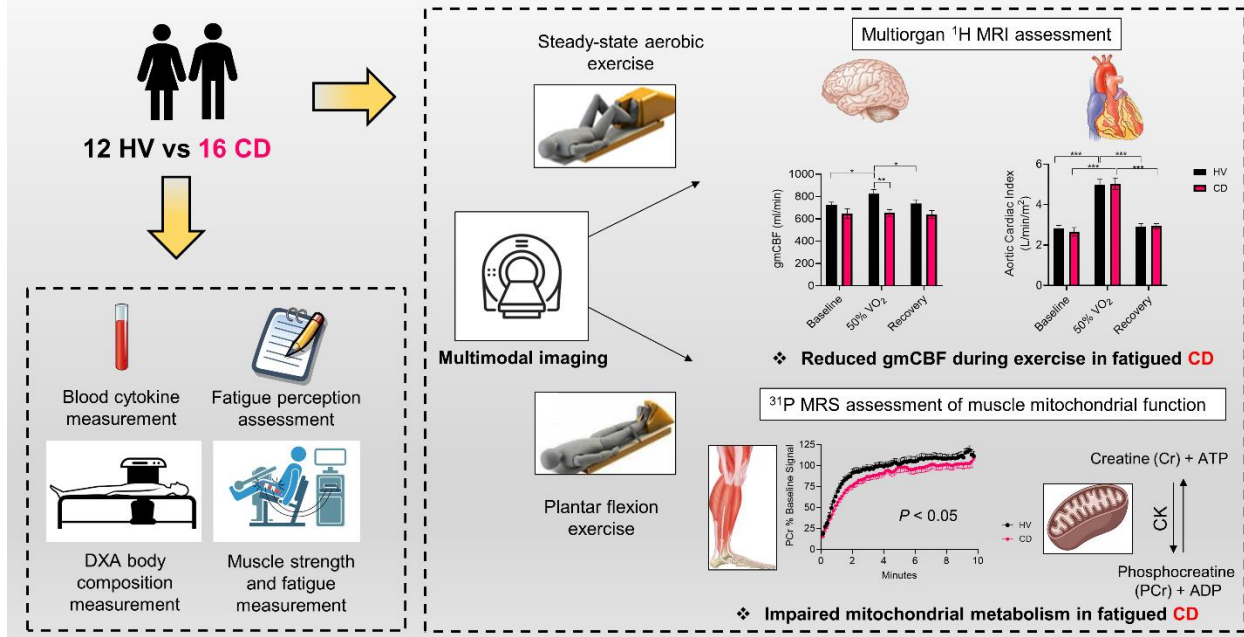 12 HV vs 16 CD
Blood cytokine
measurement
Fatigue perception
assessment
DXA body
composition
measurement
Muscle strength
and fatigue
measurement
Steady-state aerobic
exercise
Multimodal imaging
Plantar flexion
exercise
Multiorgan ¹H MRI assessment
gmCBF (ml/min)
1000
800
600
400
200
0
*
**
*
Baseline
50% VO₂
Recovery
Aortic Cardiac Index
(L/min/m²)
6
4
2
0
***
***
***
***
Baseline
50% VO₂
Recovery
HV
CD
❖ Reduced gmCBF during exercise in fatigued CD
³¹P MRS assessment of muscle mitochondrial function
PCr % Baseline Signal
125
100
75
50
25
0
0
2
4
6
8
10
Minutes
P < 0.05
HV
CD
Creatine (Cr) + ATP
CK
Phosphocreatine
(PCr) + ADP
❖ Impaired mitochondrial metabolism in fatigued CD